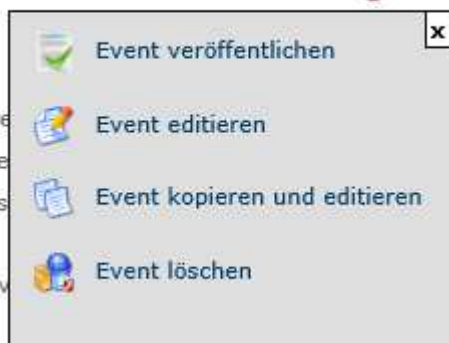 x
Event veröffentlichen
Event editieren
Event kopieren und editieren
Event löschen